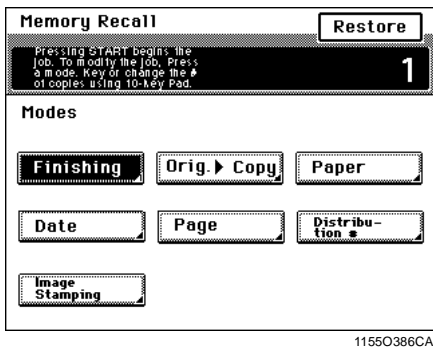 Memory Recall
Restore
Pressing START begins the
job. To modify the job, Press
a mode. Key or change the #
of copies using 10-key Pad.
1
Modes
Finishing
Orig.▶ Copy
Paper
Date
Page
Distribu-
tion #
Image
Stamping
1155O386CA